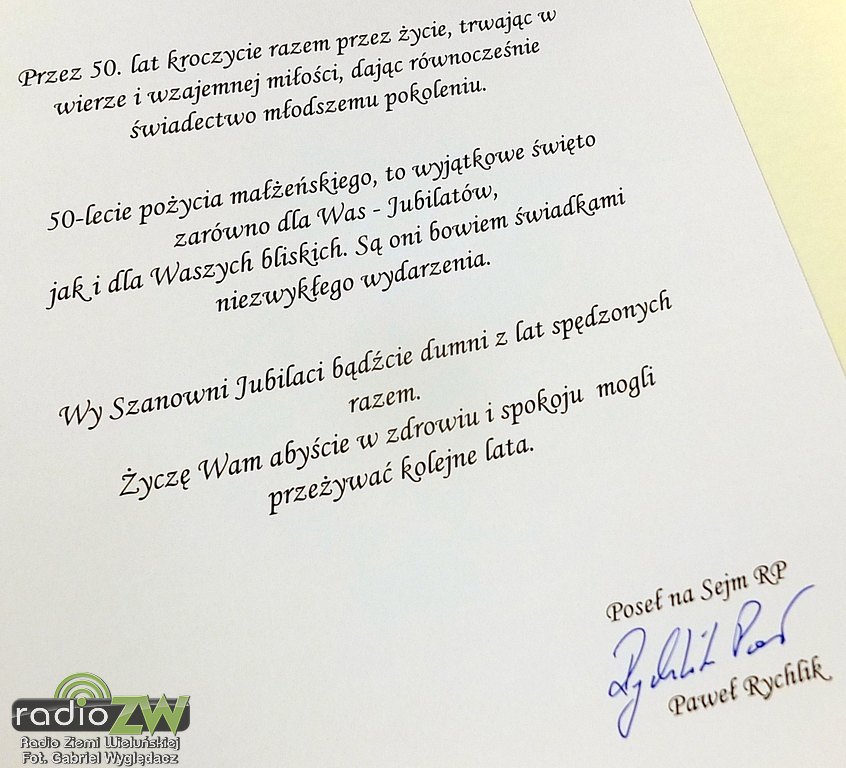 Przez 50. lat kroczycie razem przez życie, trwając w
wierze i wzajemnej miłości, dając równocześnie
świadectwo młodszemu pokoleniu.
50-lecie pożycia małżeńskiego, to wyjątkowe święto
zarówno dla Was - Jubilatów,
jak i dla Waszych bliskich. Są oni bowiem świadkami
niezwykłego wydarzenia.
Wy Szanowni Jubilaci bądźcie dumni z lat spędzonych
razem.
Życzę Wam abyście w zdrowiu i spokoju mogli
przeżywać kolejne lata.
Poseł na Sejm RP
Rychlik Paweł
Paweł Rychlik
radio ZW
Radio Ziemi Wieluńskiej
Fot. Gabriel Wyglądacz